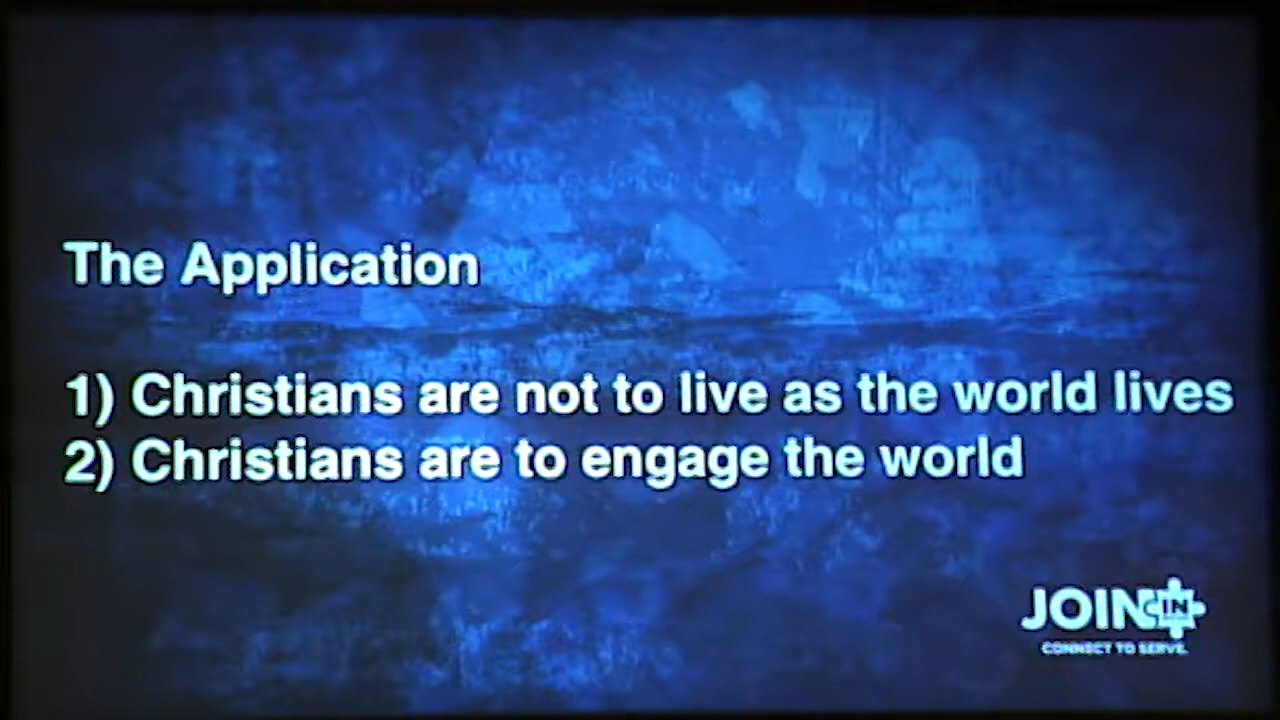 The Application
1) Christians are not to live as the world lives
2) Christians are to engage the world
JOIN IN
CONNECT TO SERVE.